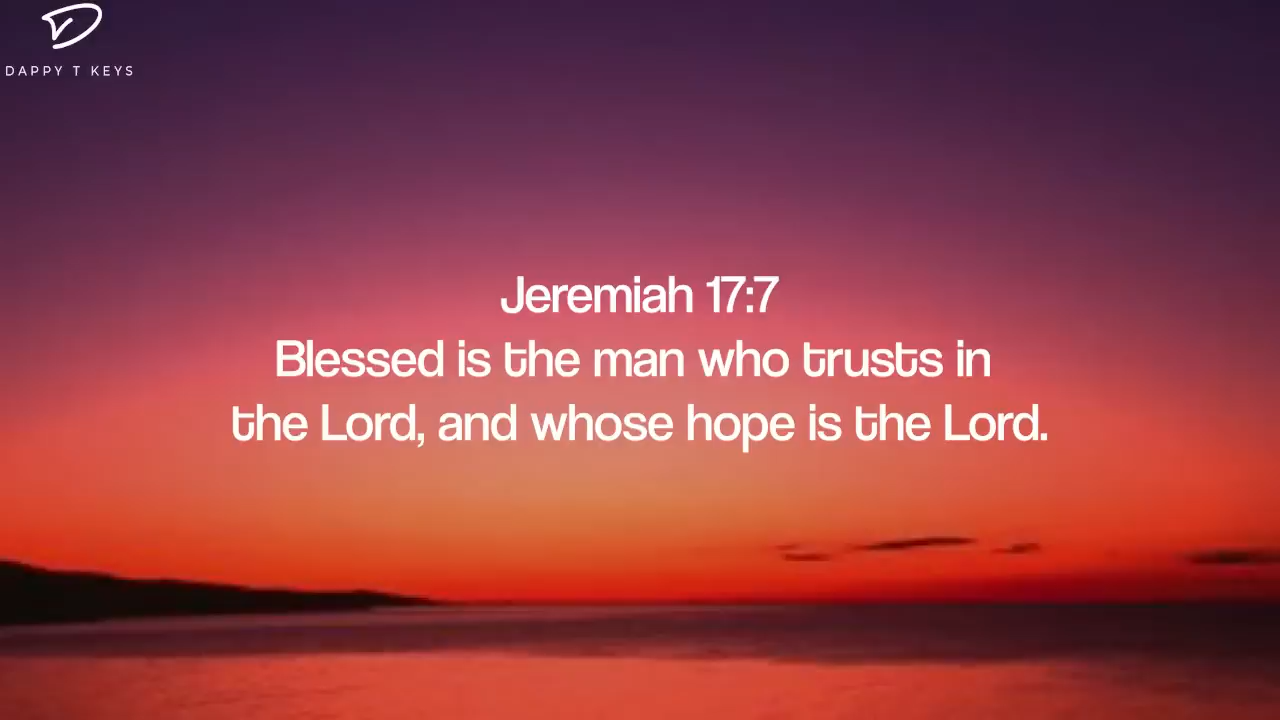 DAPPY T KEYS
Jeremiah 17:7
Blessed is the man who trusts in
the Lord, and whose hope is the Lord.